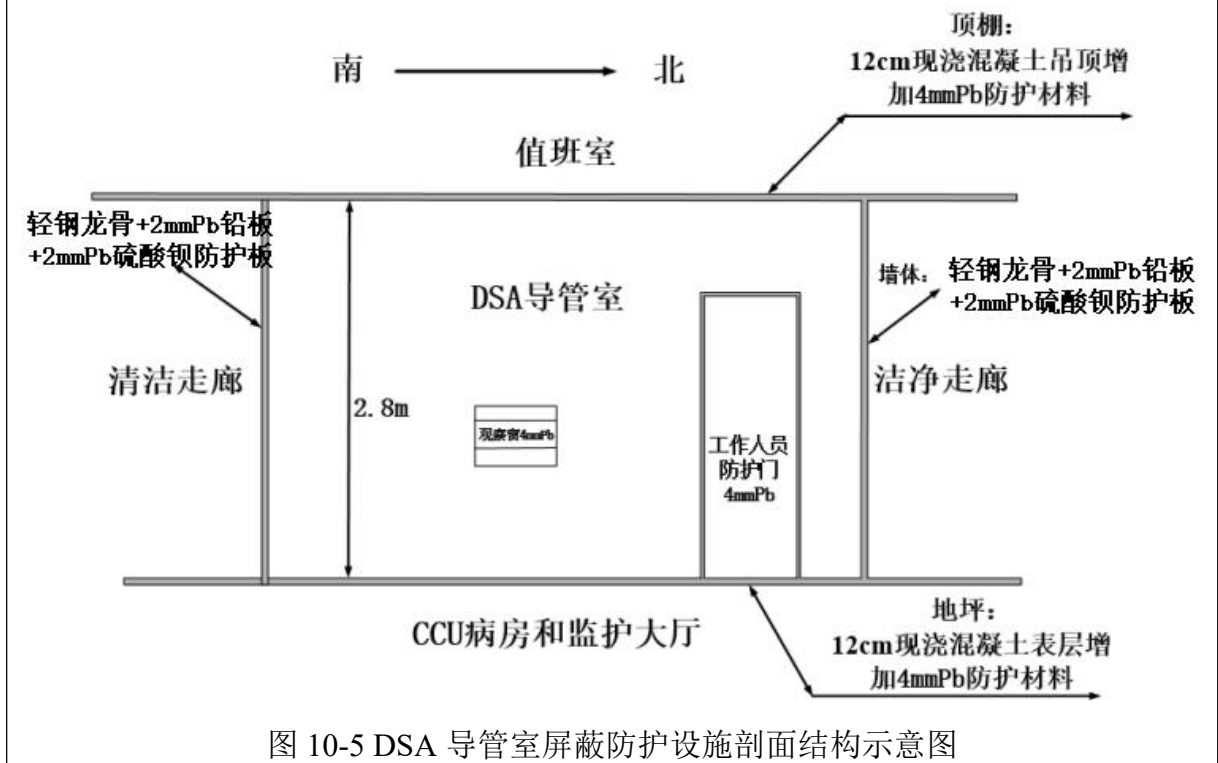 顶棚：
12cm现浇混凝土吊顶增
加4mmPb防护材料
南
北
值班室
轻钢龙骨+2mmPb铅板
+2mmPb硫酸钡防护板
墙体：
轻钢龙骨+2mmPb铅板
+2mmPb硫酸钡防护板
DSA导管室
清洁走廊
洁净走廊
2.8m
观察窗4mmPb
工作人员
防护门
4mmPb
CCU病房和监护大厅
地坪：
12cm现浇混凝土表层增
加4mmPb防护材料
图 10-5 DSA 导管室屏蔽防护设施剖面结构示意图